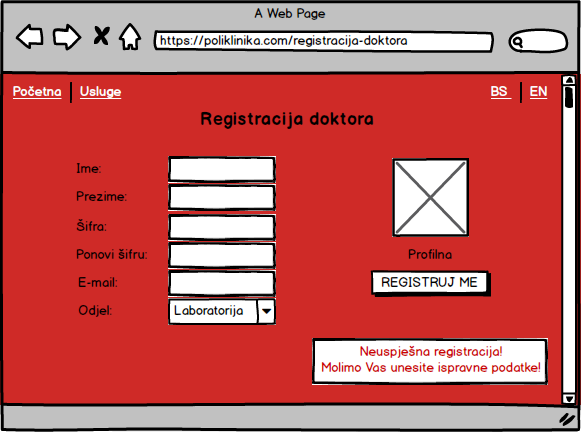 A Web Page
https://poliklinika.com/registracija-doktora
Početna Usluge BS EN
Registracija doktora
Ime:
Prezime:
Šifra:
Ponovi šifru:
E-mail:
Odjel: Laboratorija
Profilna
REGISTRUJ ME
Neuspješna registracija!
Molimo Vas unesite ispravne podatke!